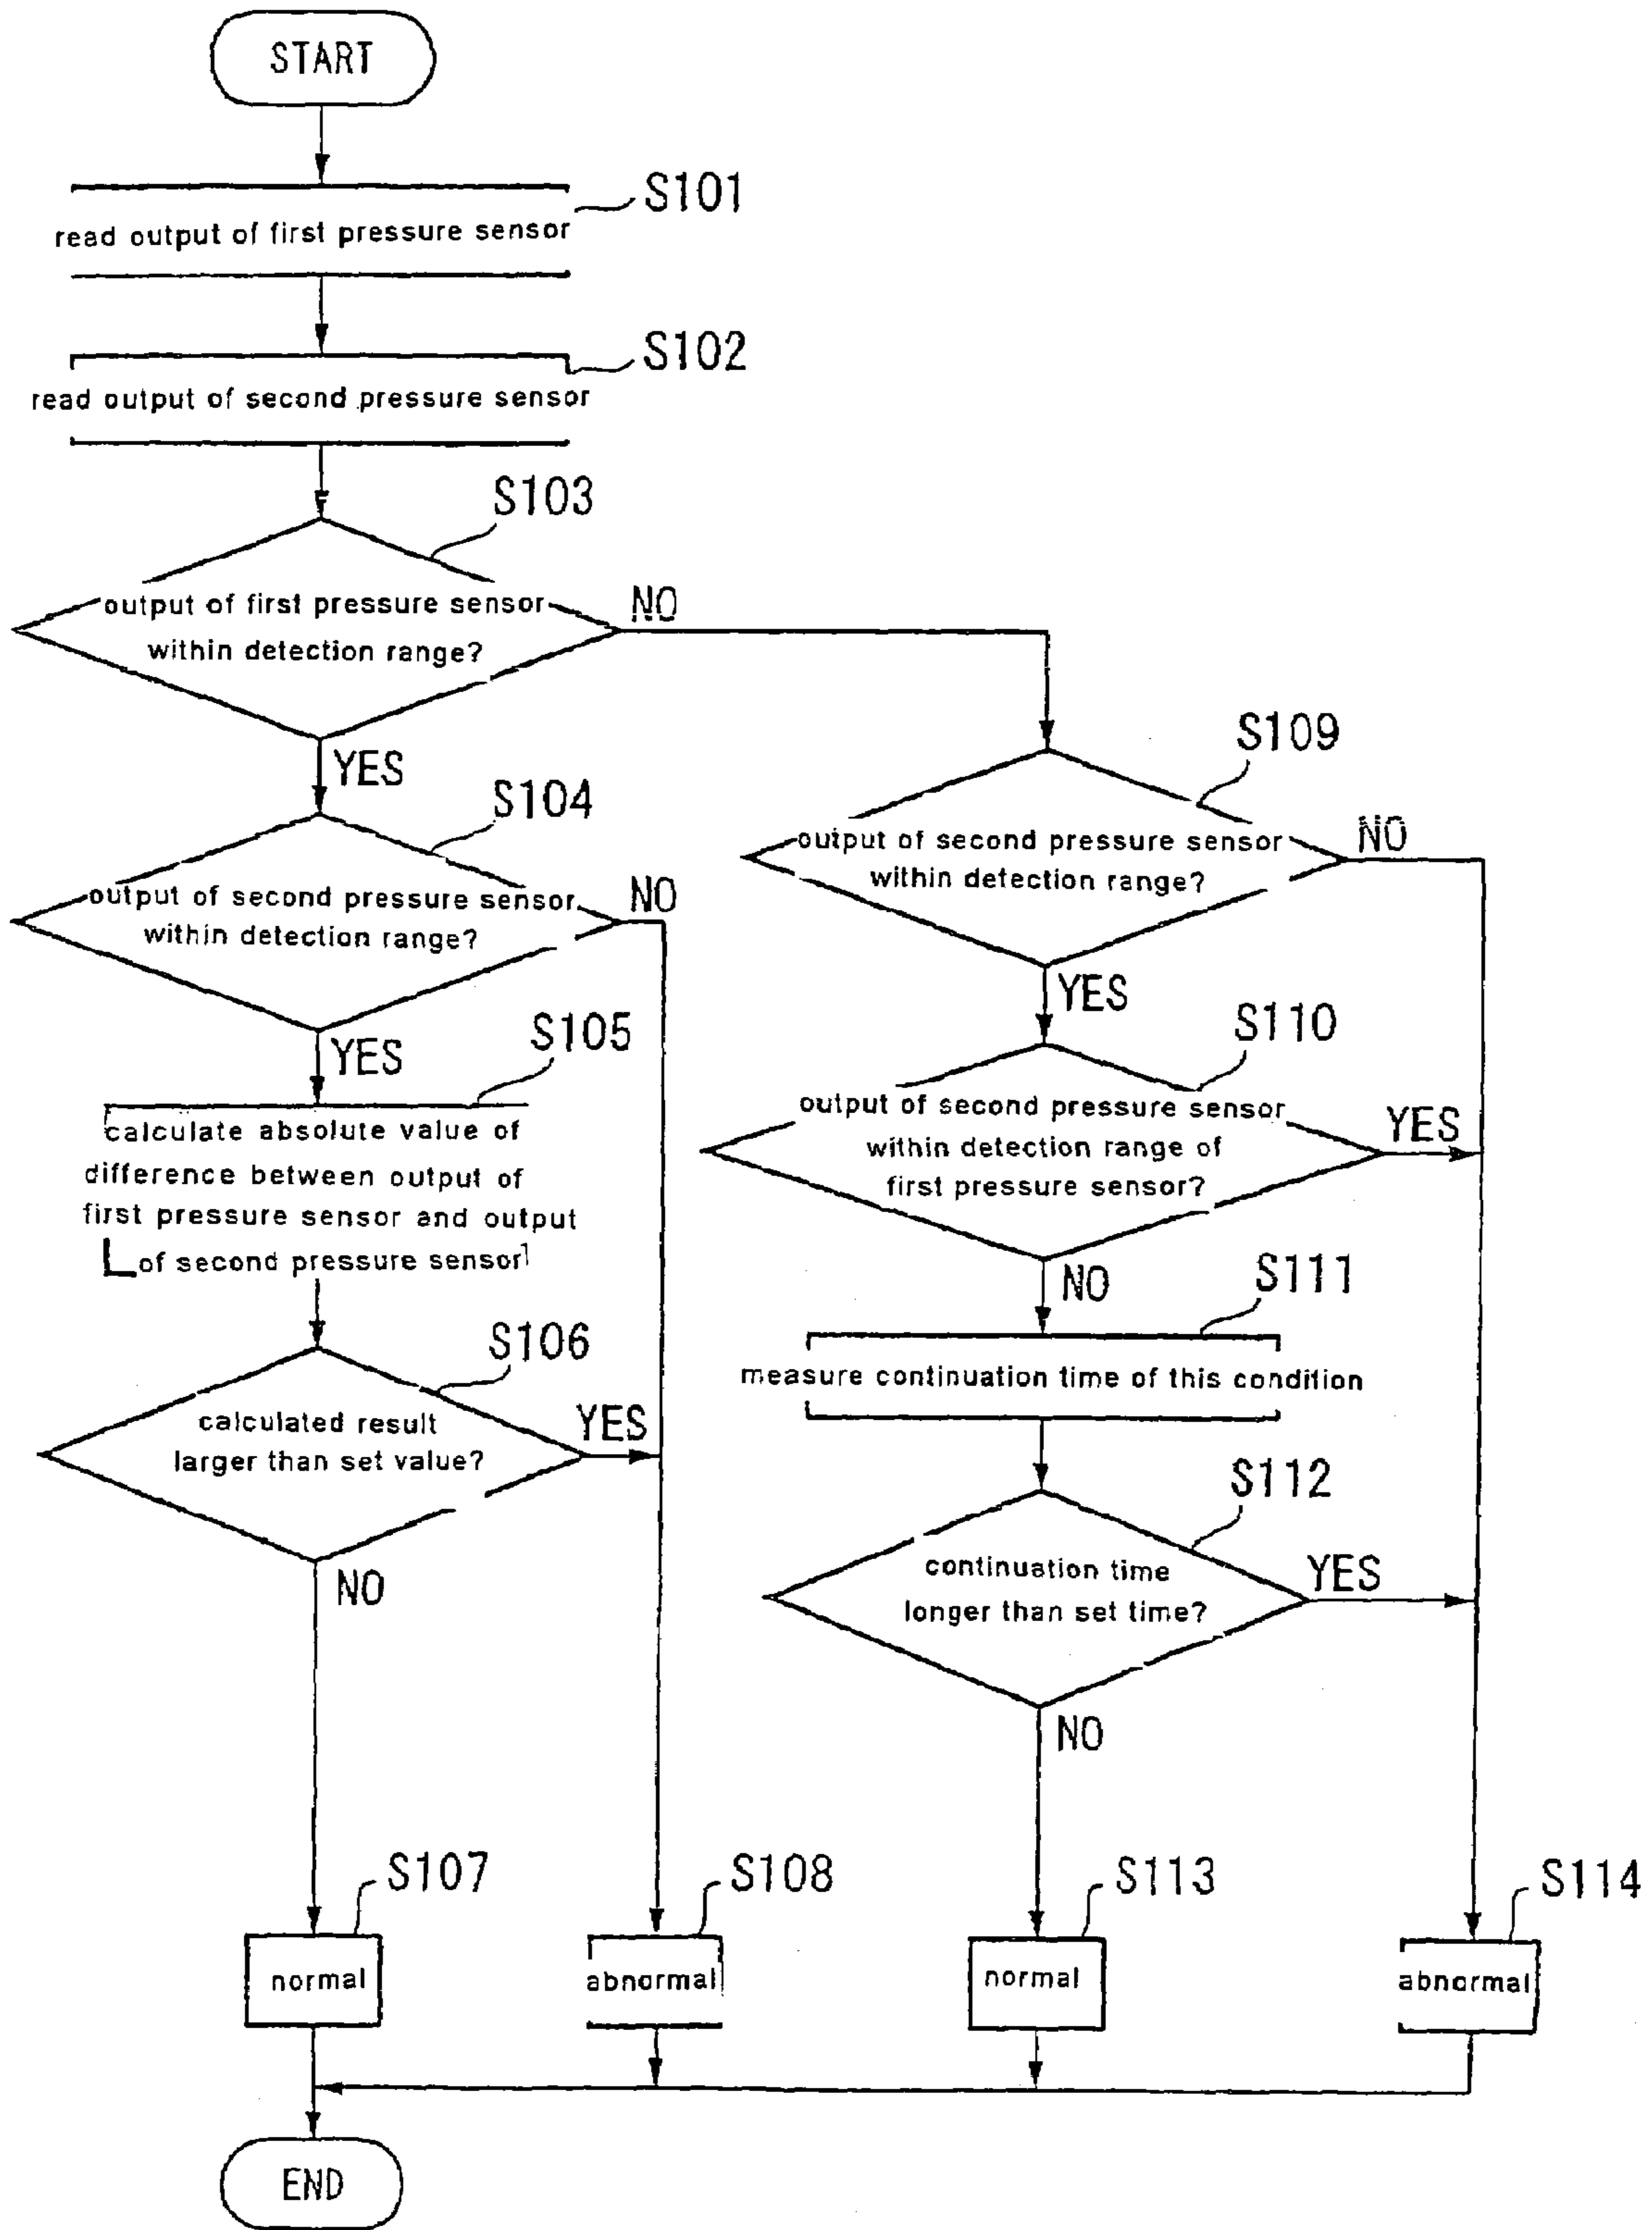 START
S101
read output of first pressure sensor
S102
read output of second pressure sensor
S103
output of first pressure sensor
within detection range?
NO
YES
S104
output of second pressure sensor
within detection range?
NO
YES
S105
calculate absolute value of
difference between output of
first pressure sensor and output
of second pressure sensor
S106
calculated result
larger than set value?
YES
NO
S107
normal
S108
abnormal
S109
output of second pressure sensor
within detection range?
NO
YES
S110
output of second pressure sensor
within detection range of
first pressure sensor?
YES
NO
S111
measure continuation time of this condition
S112
continuation time
longer than set time?
YES
NO
S113
normal
S114
abnormal
END